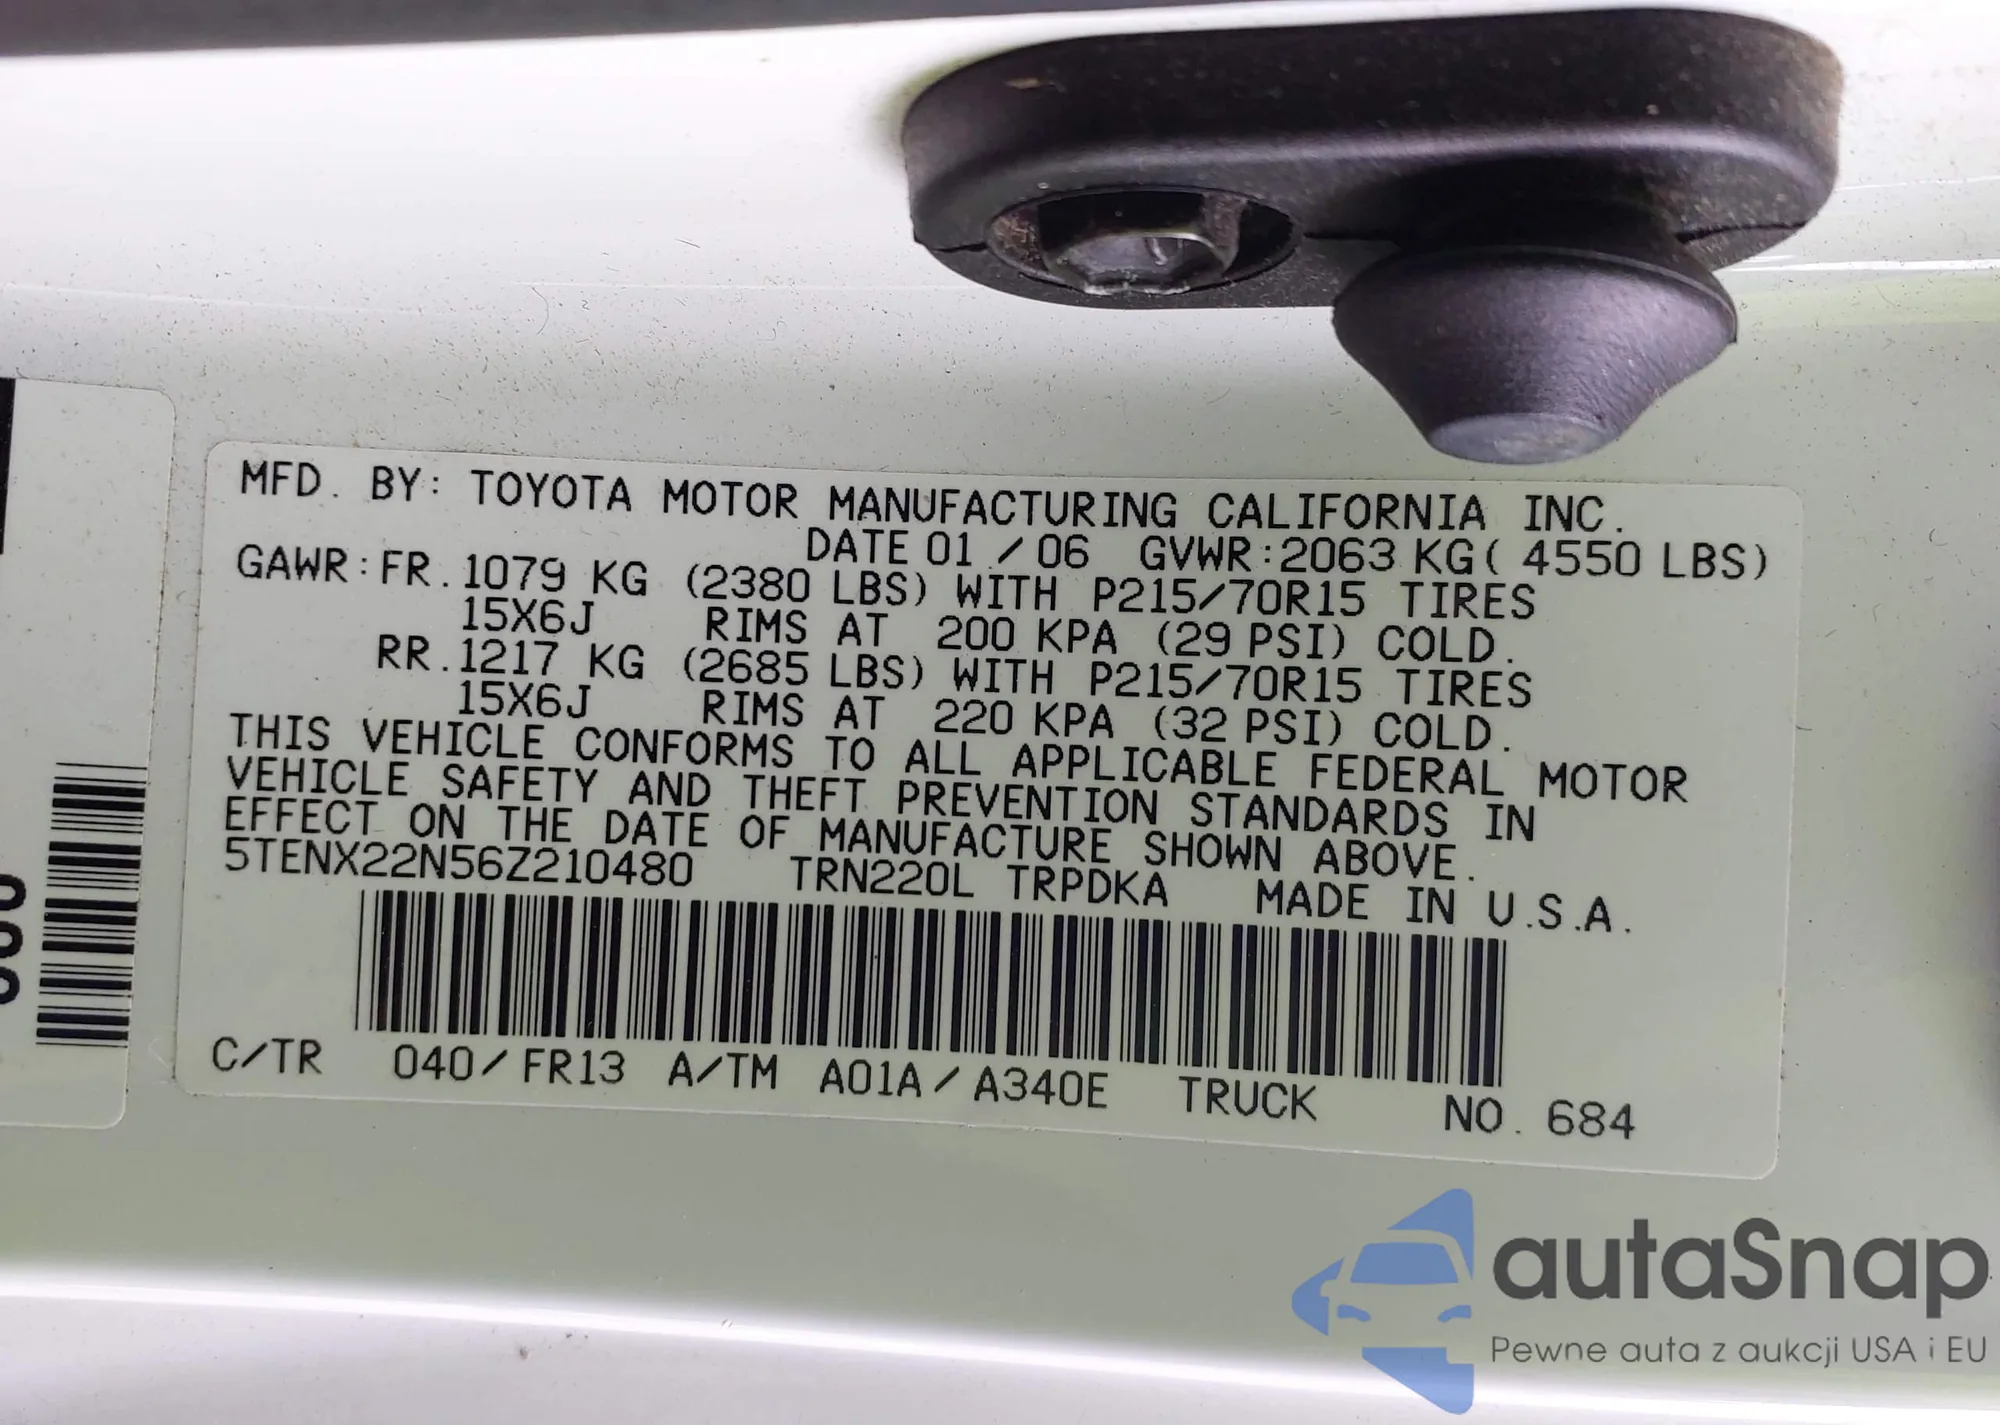 MFD. BY: TOYOTA MOTOR MANUFACTURING CALIFORNIA INC.
DATE 01 / 06 GVWR:2063 KG( 4550 LBS)
GAWR:FR.1079 KG (2380 LBS) WITH P215/70R15 TIRES
15X6J RIMS AT 200 KPA (29 PSI) COLD.
RR.1217 KG (2685 LBS) WITH P215/70R15 TIRES
15X6J RIMS AT 220 KPA (32 PSI) COLD.
THIS VEHICLE CONFORMS TO ALL APPLICABLE FEDERAL MOTOR
VEHICLE SAFETY AND THEFT PREVENTION STANDARDS IN
EFFECT ON THE DATE OF MANUFACTURE SHOWN ABOVE.
5TENX22N56Z210480 TRN220L TRPDKA MADE IN U.S.A.
C/TR 040/FR13 A/TM A01A/A340E TRUCK NO. 684
autaSnap
Pewne auta z aukcji USA i EU